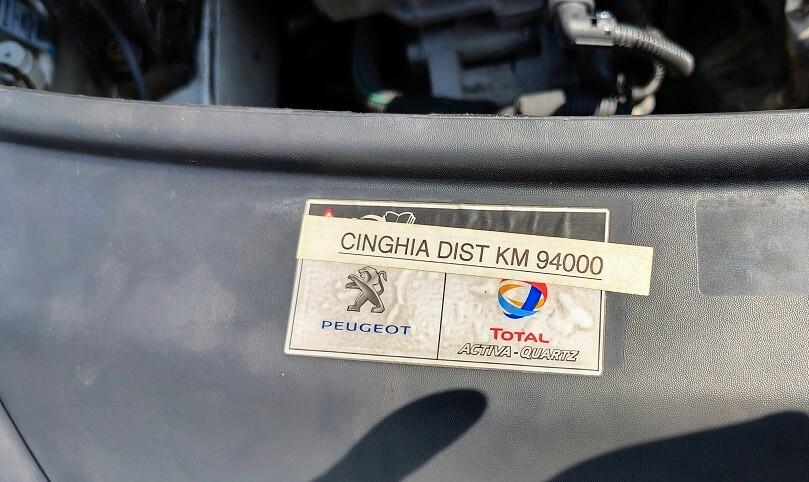 CINGHIA DIST KM 94000
PEUGEOT
TOTAL
ACTIVA - QUARTZ